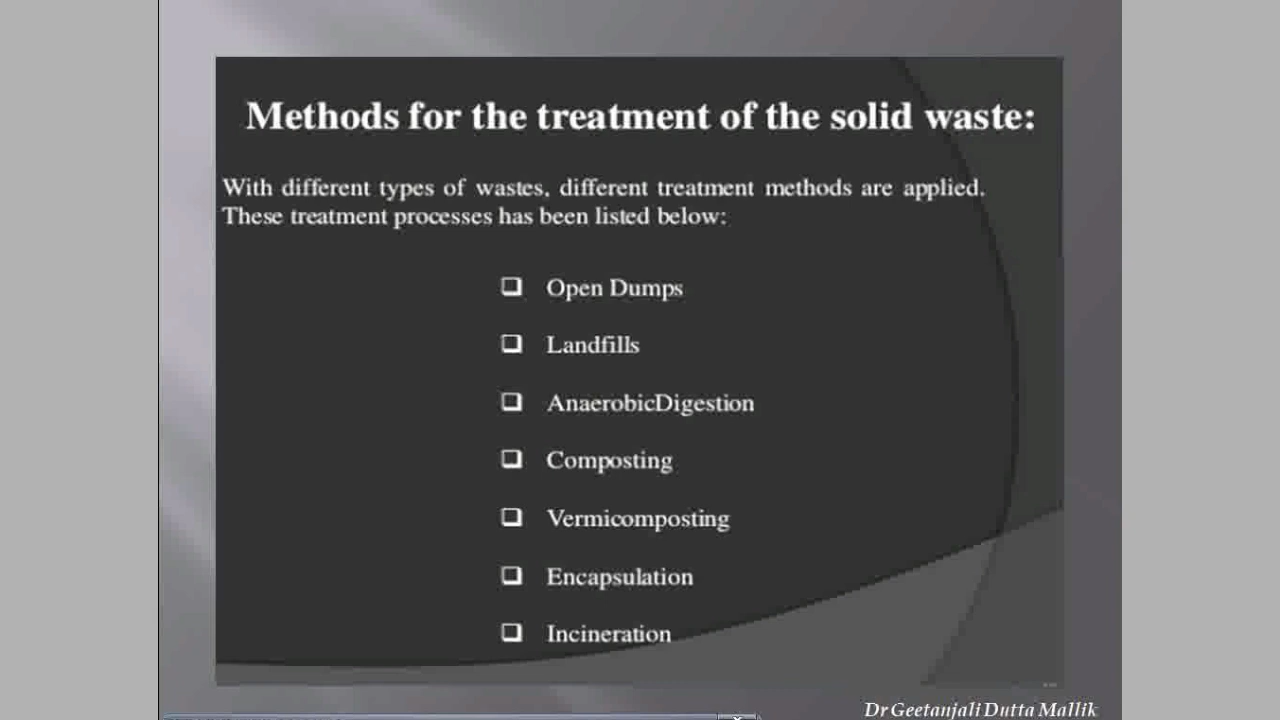 Methods for the treatment of the solid waste:
With different types of wastes, different treatment methods are applied.
These treatment processes has been listed below:
Open Dumps
Landfills
AnaerobicDigestion
Composting
Vermicomposting
Encapsulation
Incineration
Dr Geetanjali Dutta Mallik